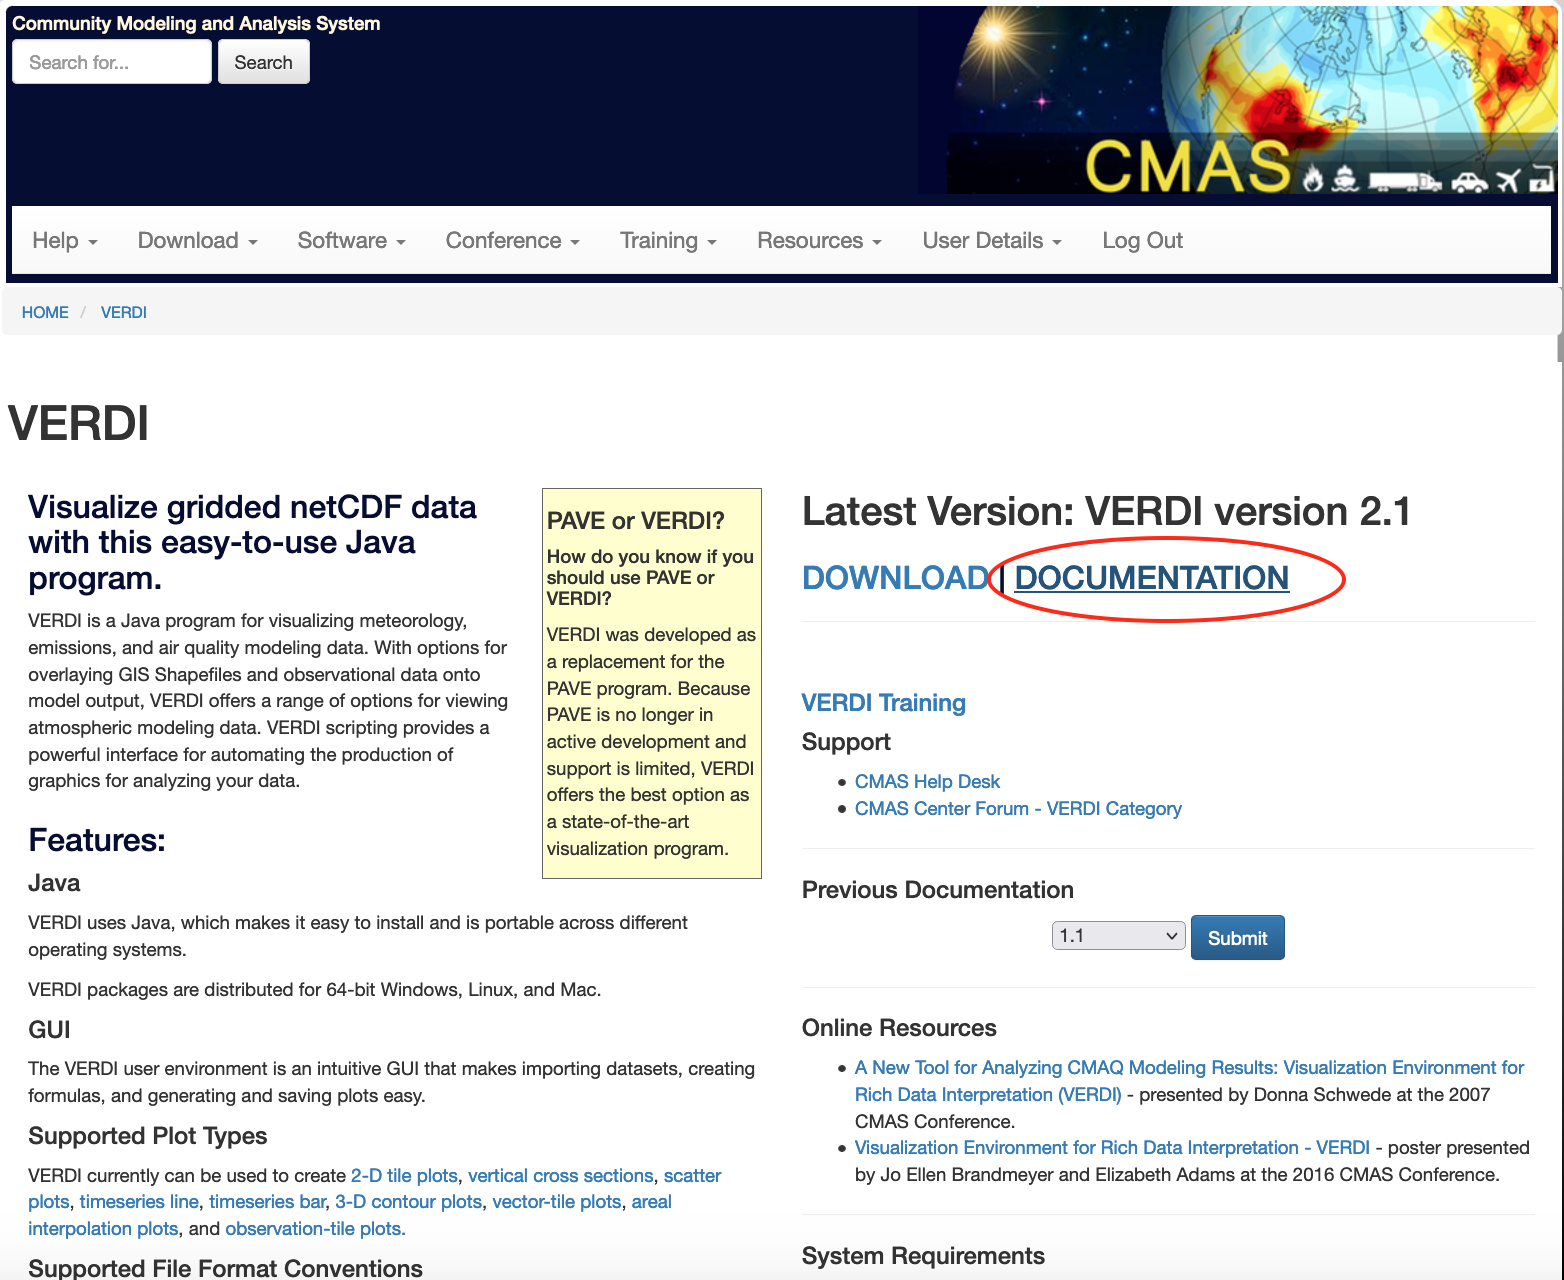 Community Modeling and Analysis System
Search for...
Search
CMAS
Help
Download
Software
Conference
Training
Resources
User Details
Log Out
HOME / VERDI
VERDI
Visualize gridded netCDF data
with this easy-to-use Java
program.
VERDI is a Java program for visualizing meteorology,
emissions, and air quality modeling data. With options for
overlaying GIS Shapefiles and observational data onto
model output, VERDI offers a range of options for viewing
atmospheric modeling data. VERDI scripting provides a
powerful interface for automating the production of
graphics for analyzing your data.
PAVE or VERDI?
How do you know if you
should use PAVE or
VERDI?
VERDI was developed as
a replacement for the
PAVE program. Because
PAVE is no longer in
active development and
support is limited, VERDI
offers the best option as
a state-of-the-art
visualization program.
Features:
Java
VERDI uses Java, which makes it easy to install and is portable across different
operating systems.
VERDI packages are distributed for 64-bit Windows, Linux, and Mac.
GUI
The VERDI user environment is an intuitive GUI that makes importing datasets, creating
formulas, and generating and saving plots easy.
Supported Plot Types
VERDI currently can be used to create 2-D tile plots, vertical cross sections, scatter
plots, timeseries line, timeseries bar, 3-D contour plots, vector-tile plots, areal
interpolation plots, and observation-tile plots.
Supported File Format Conventions
Latest Version: VERDI version 2.1
DOWNLOAD | DOCUMENTATION
VERDI Training
Support
• CMAS Help Desk
• CMAS Center Forum - VERDI Category
Previous Documentation
1.1
Submit
Online Resources
• A New Tool for Analyzing CMAQ Modeling Results: Visualization Environment for
Rich Data Interpretation (VERDI) - presented by Donna Schwede at the 2007
CMAS Conference.
• Visualization Environment for Rich Data Interpretation - VERDI - poster presented
by Jo Ellen Brandmeyer and Elizabeth Adams at the 2016 CMAS Conference.
System Requirements